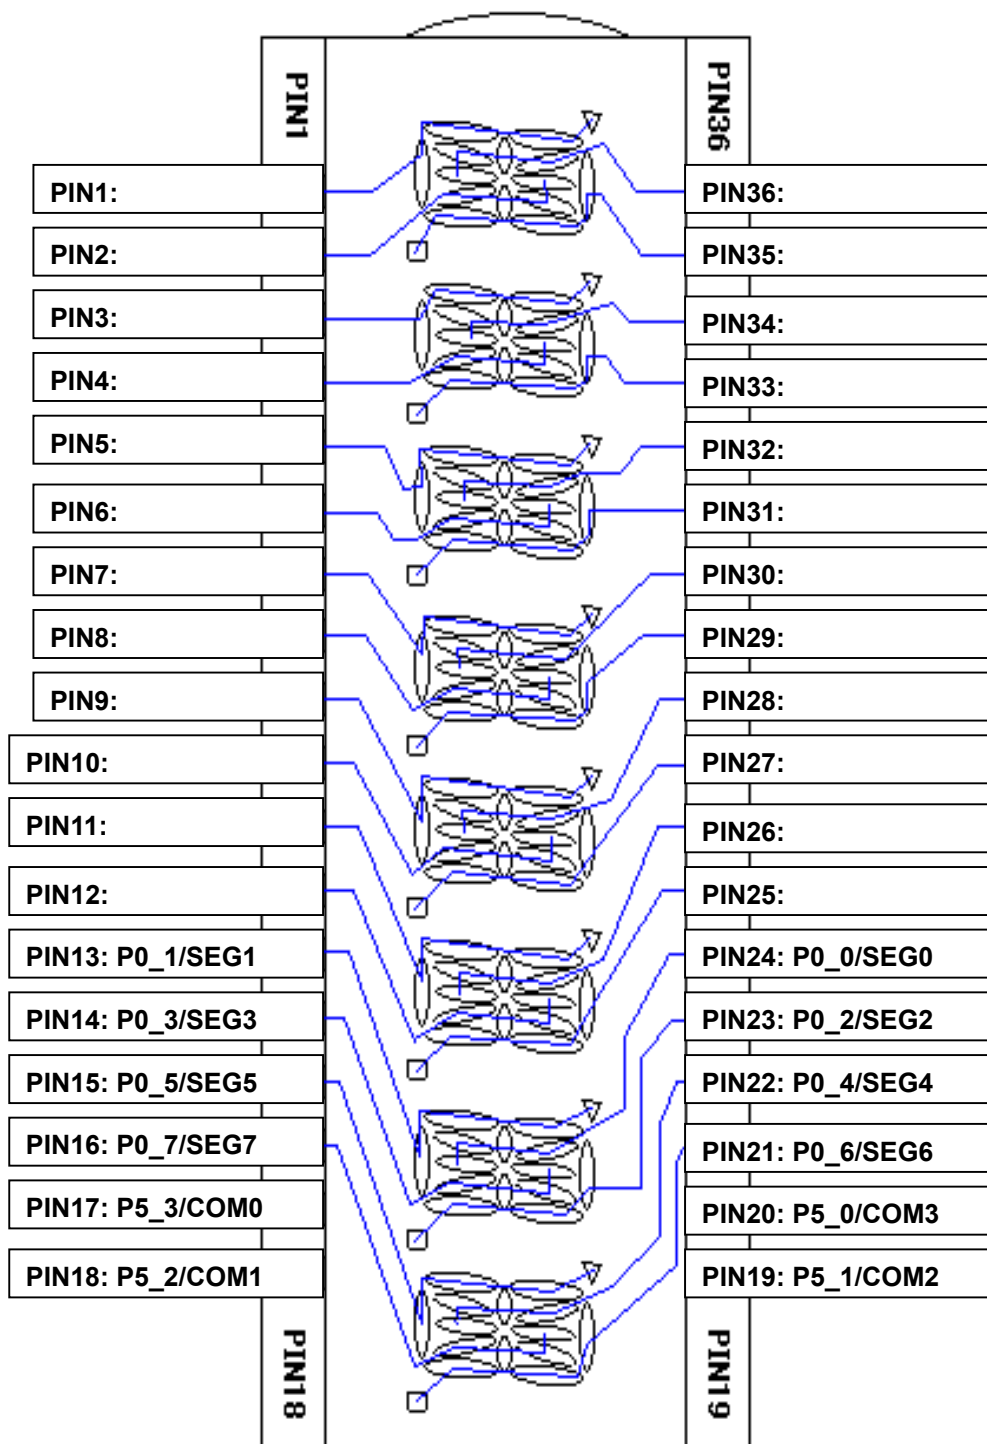 PIN1
PIN36
PIN1:
PIN36:
PIN2:
PIN35:
PIN3:
PIN34:
PIN4:
PIN33:
PIN5:
PIN32:
PIN6:
PIN31:
PIN7:
PIN30:
PIN8:
PIN29:
PIN9:
PIN28:
PIN10:
PIN27:
PIN11:
PIN26:
PIN12:
PIN25:
PIN13: P0_1/SEG1
PIN24: P0_0/SEG0
PIN14: P0_3/SEG3
PIN23: P0_2/SEG2
PIN15: P0_5/SEG5
PIN22: P0_4/SEG4
PIN16: P0_7/SEG7
PIN21: P0_6/SEG6
PIN17: P5_3/COM0
PIN20: P5_0/COM3
PIN18: P5_2/COM1
PIN19: P5_1/COM2
PIN18
PIN19